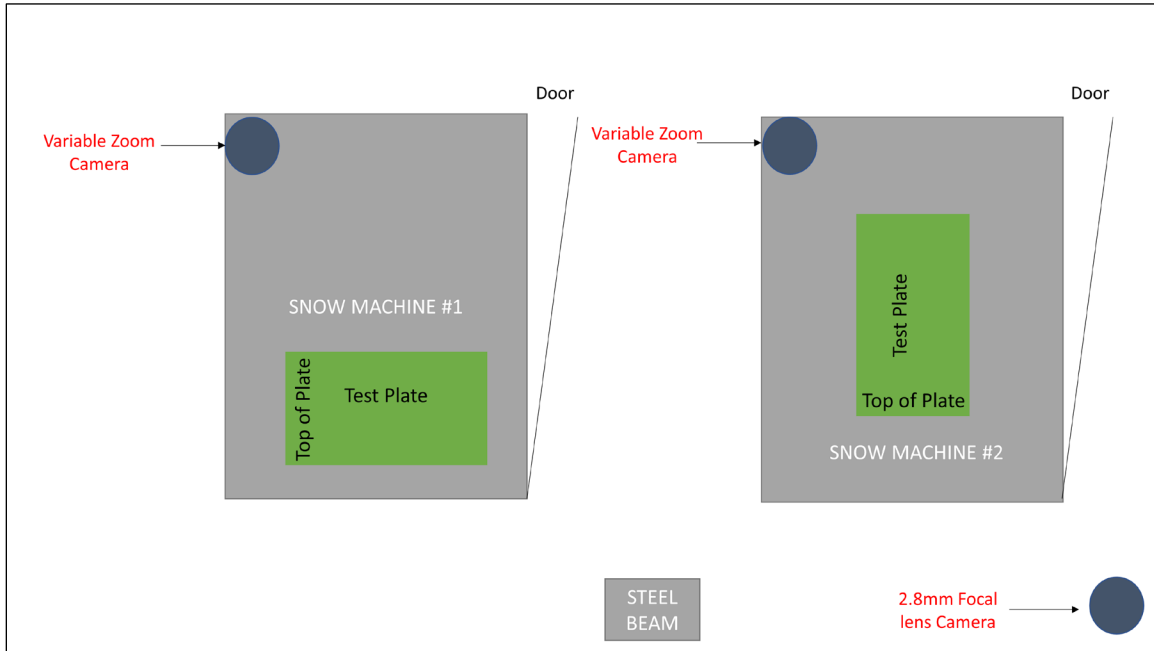 Door
Door
Variable Zoom
Camera
Variable Zoom
Camera
SNOW MACHINE #1
Top of Plate
Test Plate
Test Plate
Top of Plate
SNOW MACHINE #2
STEEL
BEAM
2.8mm Focal
lens Camera